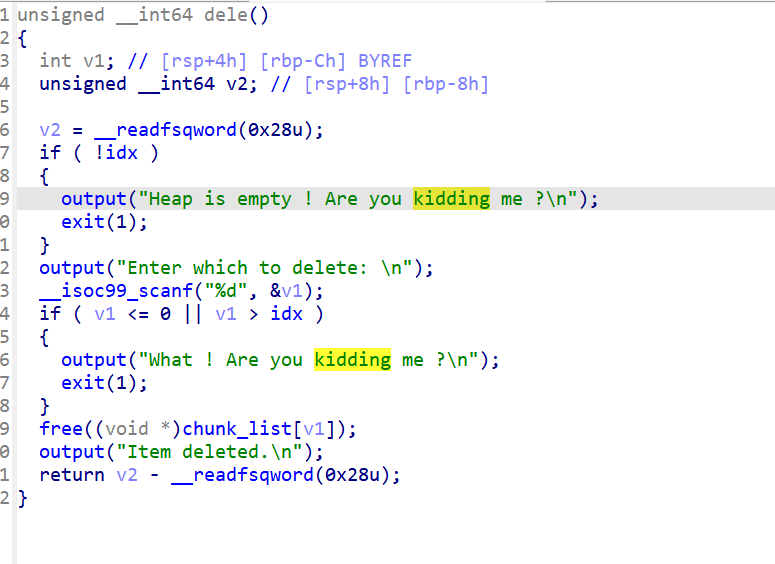 1 unsigned __int64 dele()
2 {
3   int v1; // [rsp+4h] [rbp-Ch] BYREF
4   unsigned __int64 v2; // [rsp+8h] [rbp-8h]
5
6   v2 = __readfsqword(0x28u);
7   if ( !idx )
8   {
9     output("Heap is empty ! Are you kidding me ?\n");
0     exit(1);
1   }
2   output("Enter which to delete: \n");
3   __isoc99_scanf("%d", &v1);
4   if ( v1 <= 0 || v1 > idx )
5   {
6     output("What ! Are you kidding me ?\n");
7     exit(1);
8   }
9   free((void *)chunk_list[v1]);
0   output("Item deleted.\n");
1   return v2 - __readfsqword(0x28u);
2 }